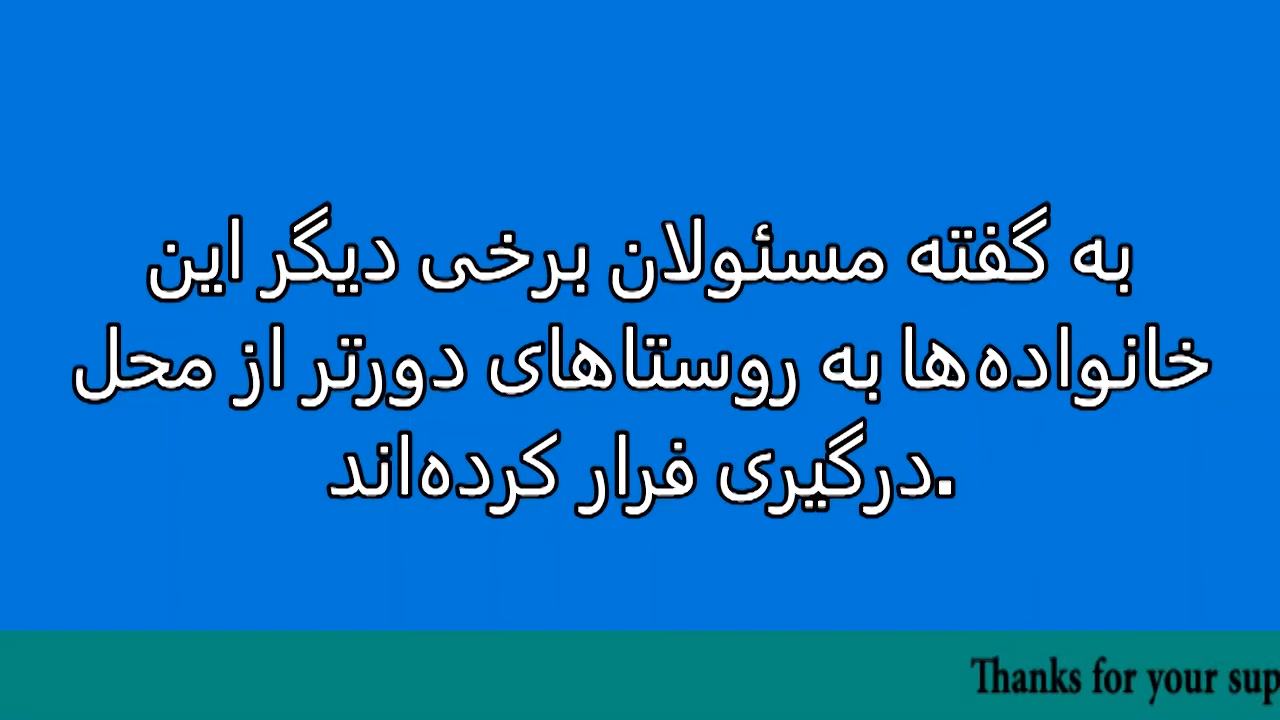 به گفته مسئولان برخی دیگر این
خانواده‌ها به روستاهای دورتر از محل
درگیری فرار کرده‌اند.
Thanks for your